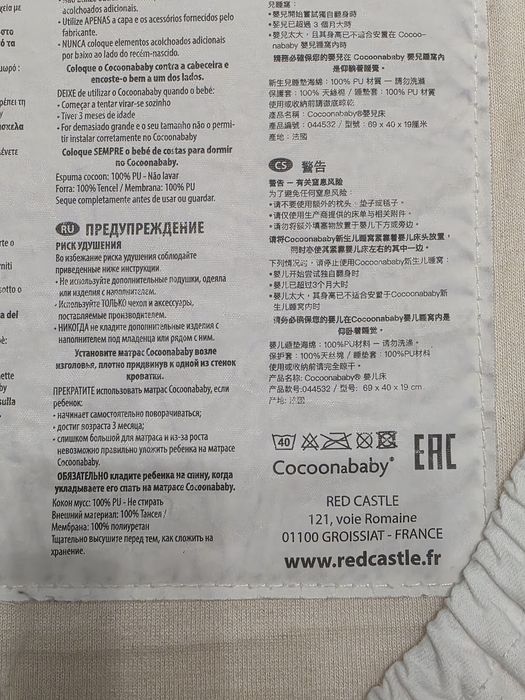 acolchoados adicionais.
• Utilize APENAS a capa e os acessórios fornecidos pelo
fabricante.
• NUNCA coloque elementos acolchoados adicionais
por baixo ao lado do recém-nascido.
Coloque o Cocoonababy contra a cabeceira e
encoste-o bem a um dos lados.
DEIXE de utilizar o Cocoonababy quando o bebé:
• Começar a tentar virar-se sozinho
• Tiver 3 meses de idade
• For demasiado grande e o seu tamanho não o permi-
tir instalar corretamente no Cocoonababy
Coloque SEMPRE o bebé de costas para dormir
no Cocoonababy.
Espuma cocoon: 100% PU - Não lavar
Forra: 100% Tencel / Membrana: 100% PU
Seque completamente antes de usar ou guardar.
RU ПРЕДУПРЕЖДЕНИЕ
РИСК УДУШЕНИЯ
Во избежание риска удушения соблюдайте
приведенные ниже инструкции.
• Не используйте дополнительные подушки, одеяла
или изделия с наполнителем.
• Используйте ТОЛЬКО чехол и аксессуары,
поставляемые производителем.
• НИКОГДА не кладите дополнительные изделия с
наполнителем под младенца или рядом с ним.
Установите матрас Cocoonababy возле
изголовья, плотно придвинув к одной из стенок
кроватки.
ПРЕКРАТИТЕ использовать матрас Cocoonababy, если
ребенок:
• начинает самостоятельно поворачиваться;
• достиг возраста 3 месяца;
• слишком большой для матраса и из-за роста
невозможно правильно уложить ребенка на матрасе
Cocoonababy.
ОБЯЗАТЕЛЬНО кладите ребенка на спину, когда
укладываете его спать на матрасе Cocoonababy.
Кокон мусс: 100% PU - Не стирать
Внешний материал: 100% Тансел /
Мембрана: 100% полиуретан
Тщательно высушите перед тем, как сложить на
хранение.
兒睡窩：
• 嬰兒開始嘗試獨自翻身時
• 嬰兒已超過 3 個月大時
• 嬰兒太大，且其身高已不適合安置在 Cocoo-
nababy 嬰兒睡窩內時
請務必確保您的嬰兒在 Cocoonababy 嬰兒睡窩內
是仰躺著睡覺。
新生兒睡墊海綿：100% PU 材質 — 請勿洗滌
保護套：100% 天絲棉 / 睡墊套：100% PU 材質
使用或收納前請徹底晾乾
產品名稱：Cocoonababy®嬰兒床
產品編號：044532 / 型號：69 x 40 x 19厘米
產地：法國
CS 警告
警告 — 有关窒息风险
为了避免任何窒息风险：
• 请不要使用额外的枕头、垫子或毯子。
• 请仅使用生产商提供的床单与相关附件。
• 请勿将额外填塞物放置于婴儿下方或旁边。
请将Cocoonababy新生儿睡窝紧靠婴儿床头放置，
同时亦使其紧靠婴儿床左右的其中一边。
下列情况时，请停止使用Cocoonababy新生儿睡窝：
• 婴儿开始尝试独自翻身时
• 婴儿已超过3个月大时
• 婴儿太大，其身高已不适合安置于Cocoonababy新
生儿睡窝内时
请务必确保您的婴儿在Cocoonababy婴儿睡窝内是
仰卧着睡觉。
婴儿睡垫海绵：100%PU材料 — 请勿洗涤。
保护套：100%天丝棉 / 睡垫套：100%PU材料
使用或收纳前请完全晾干。
产品名称: Cocoonababy® 婴儿床
产品款号:044532 / 型号: 69 x 40 x 19 cm
产地: 法国
40
Cocoonababy® EAC
RED CASTLE
121, voie Romaine
01100 GROISSIAT - FRANCE
www.redcastle.fr